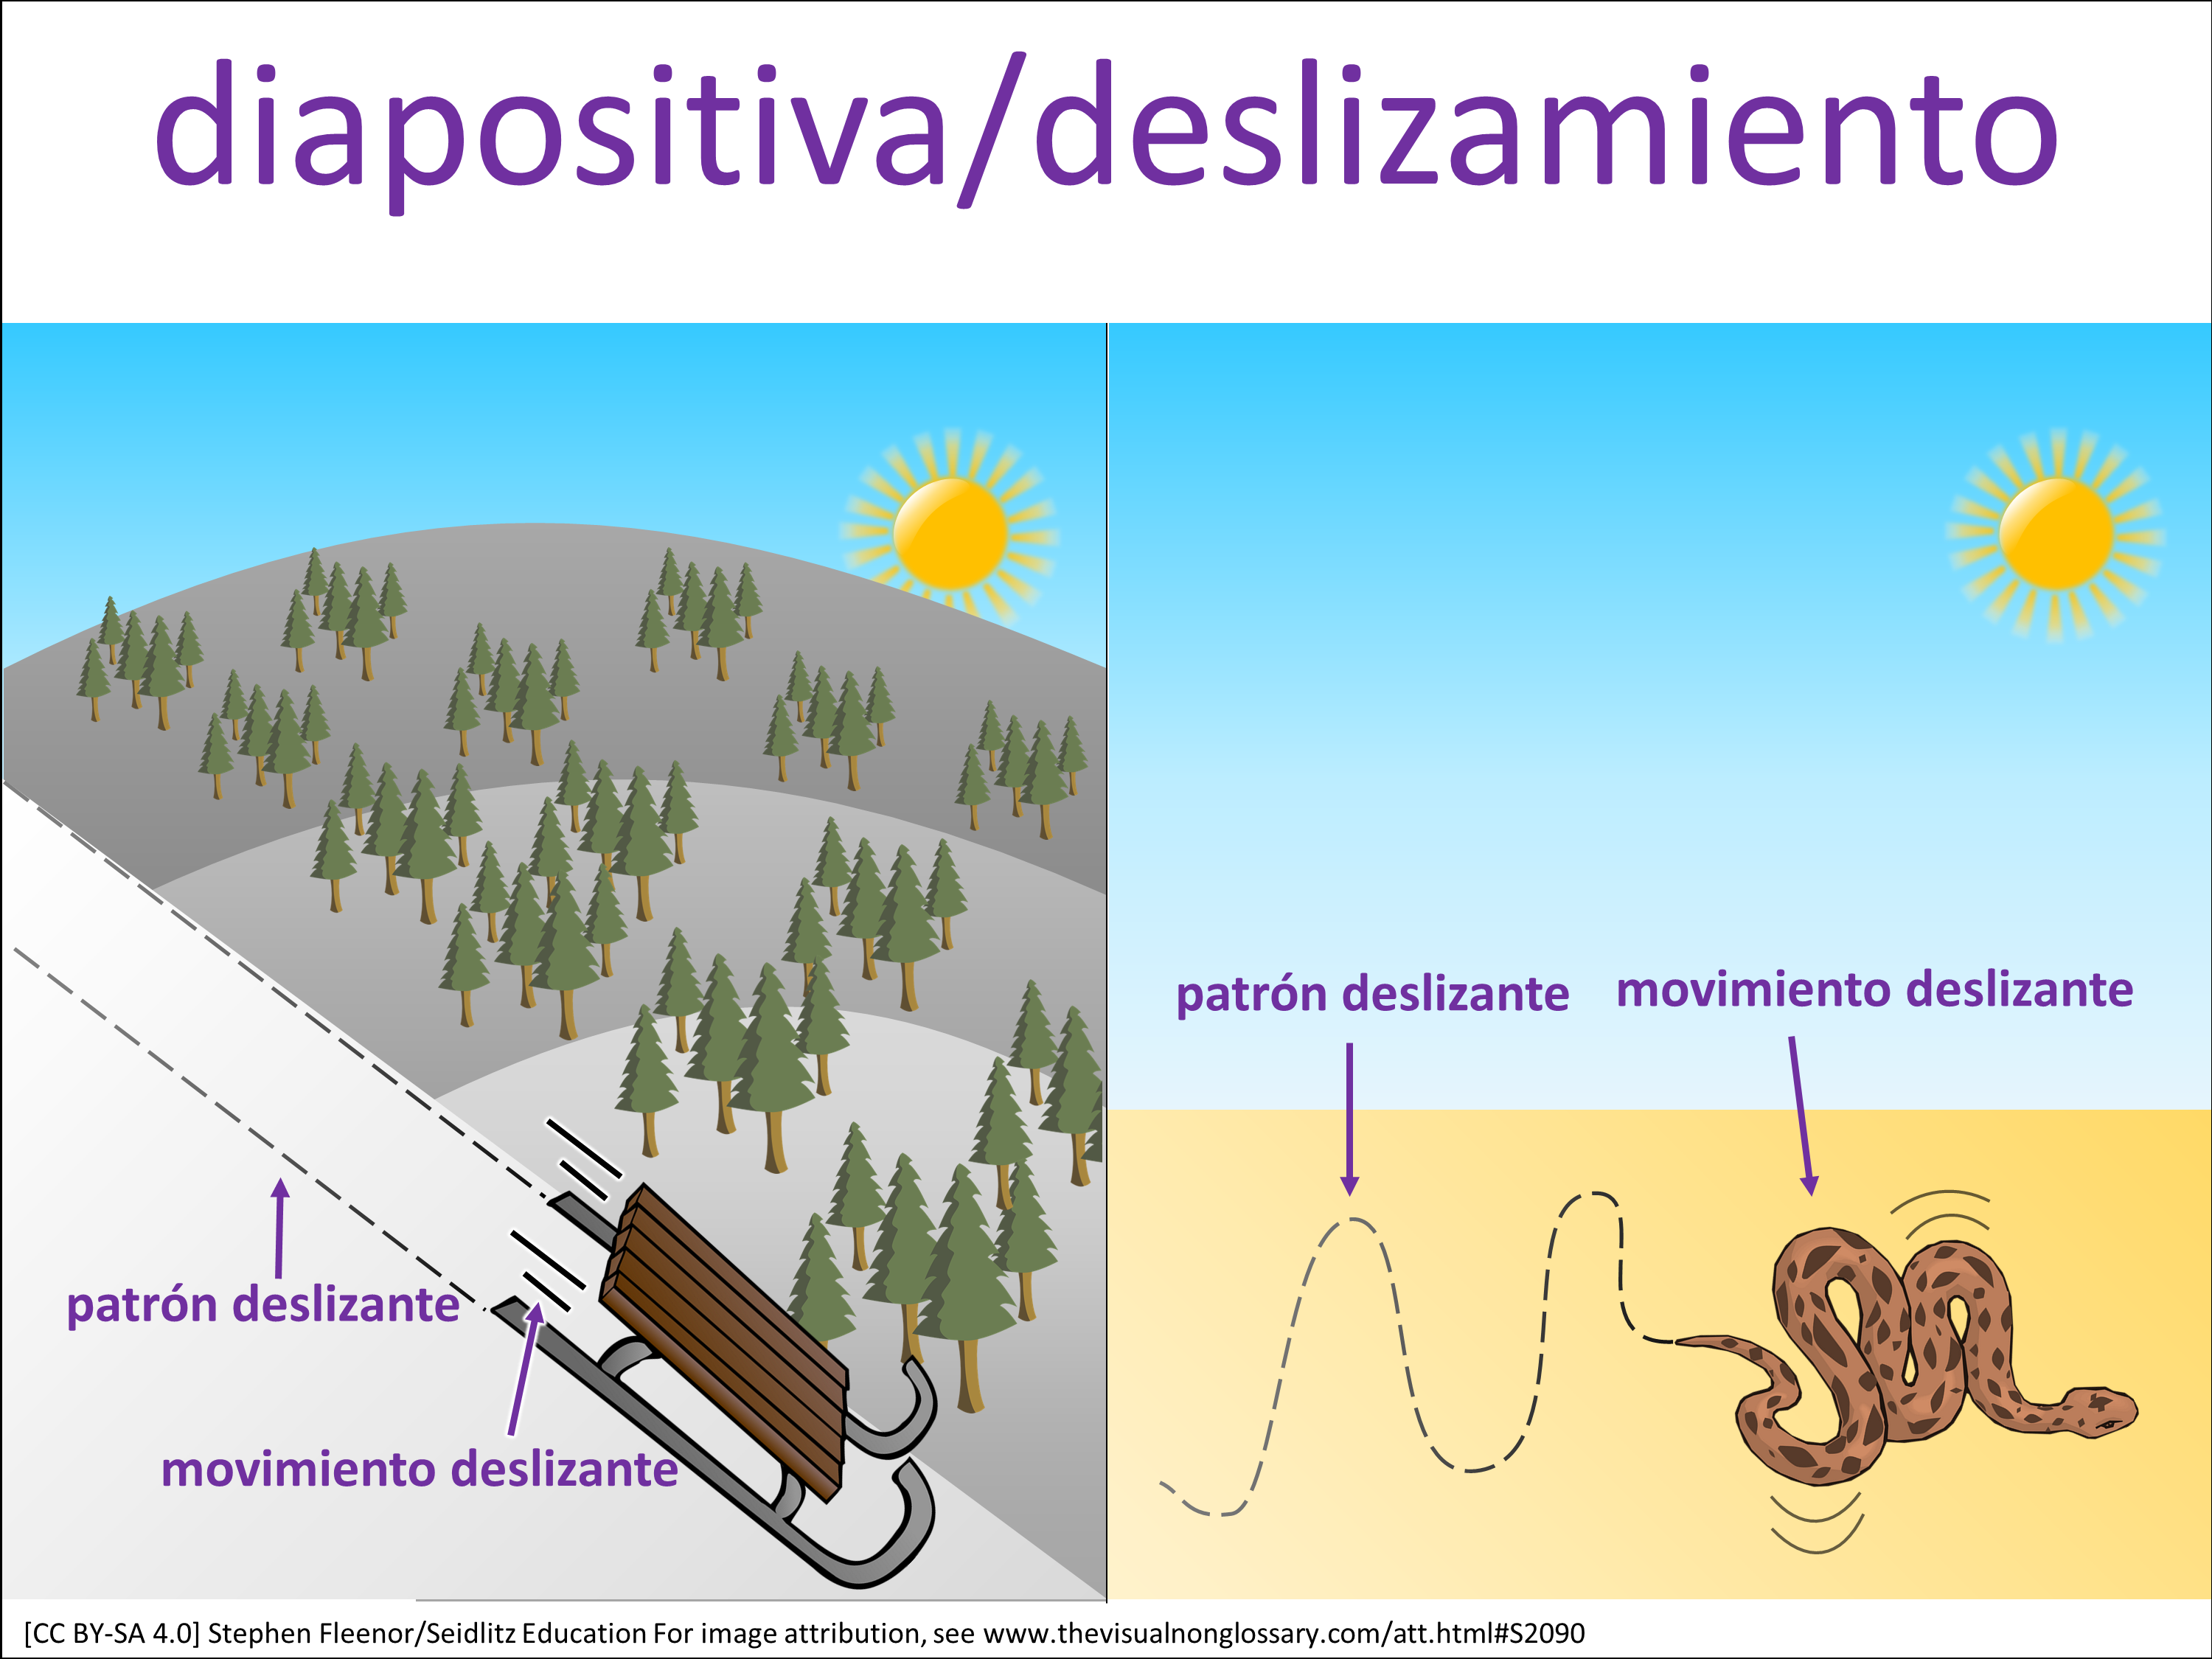 diapositiva/deslizamiento
patrón deslizante
movimiento deslizante
patrón deslizante
movimiento deslizante
[CC BY-SA 4.0] Stephen Fleenor/Seidlitz Education For image attribution, see www.thevisualnonglossary.com/att.html#S2090